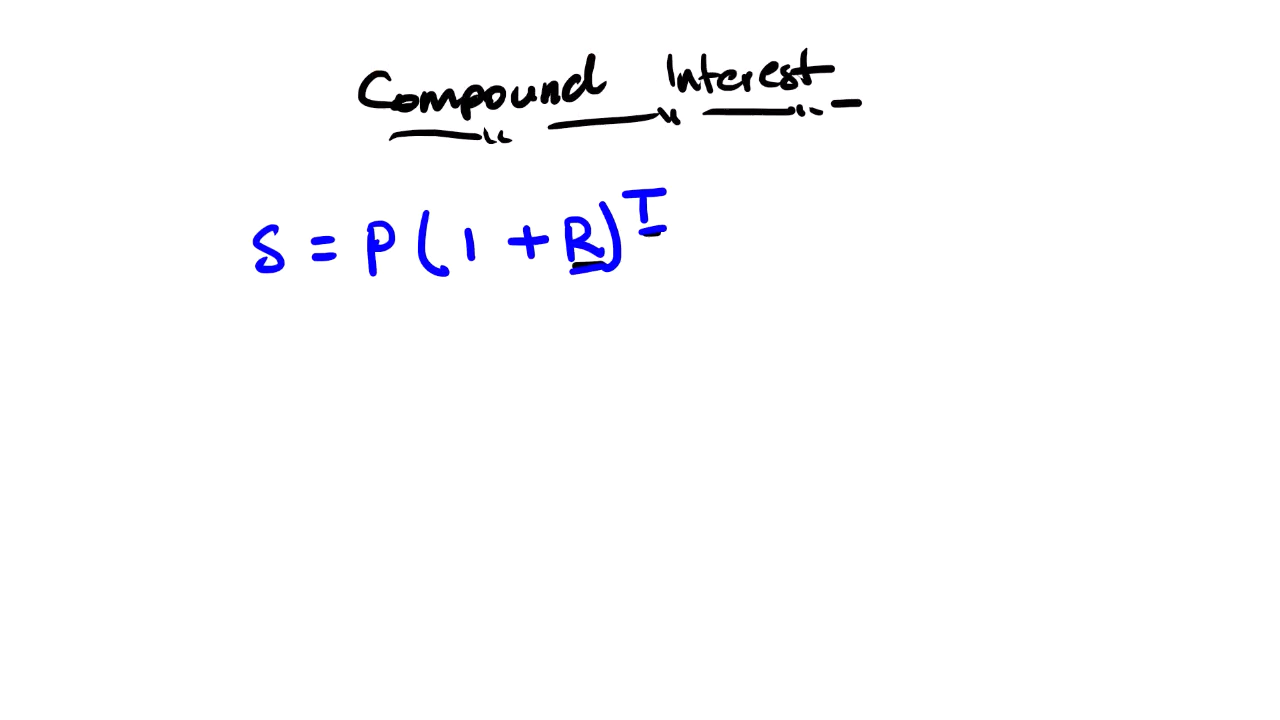 Compound Interest
S = P(1 + R)^T